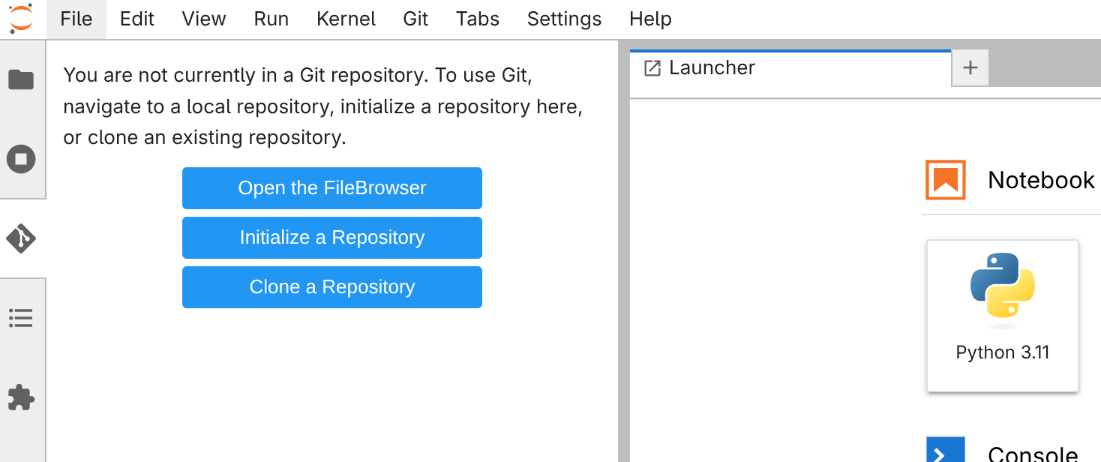 File Edit View Run Kernel Git Tabs Settings Help
You are not currently in a Git repository. To use Git,
navigate to a local repository, initialize a repository here,
or clone an existing repository.
Open the FileBrowser
Initialize a Repository
Clone a Repository
Launcher
Notebook
Python 3.11
Console